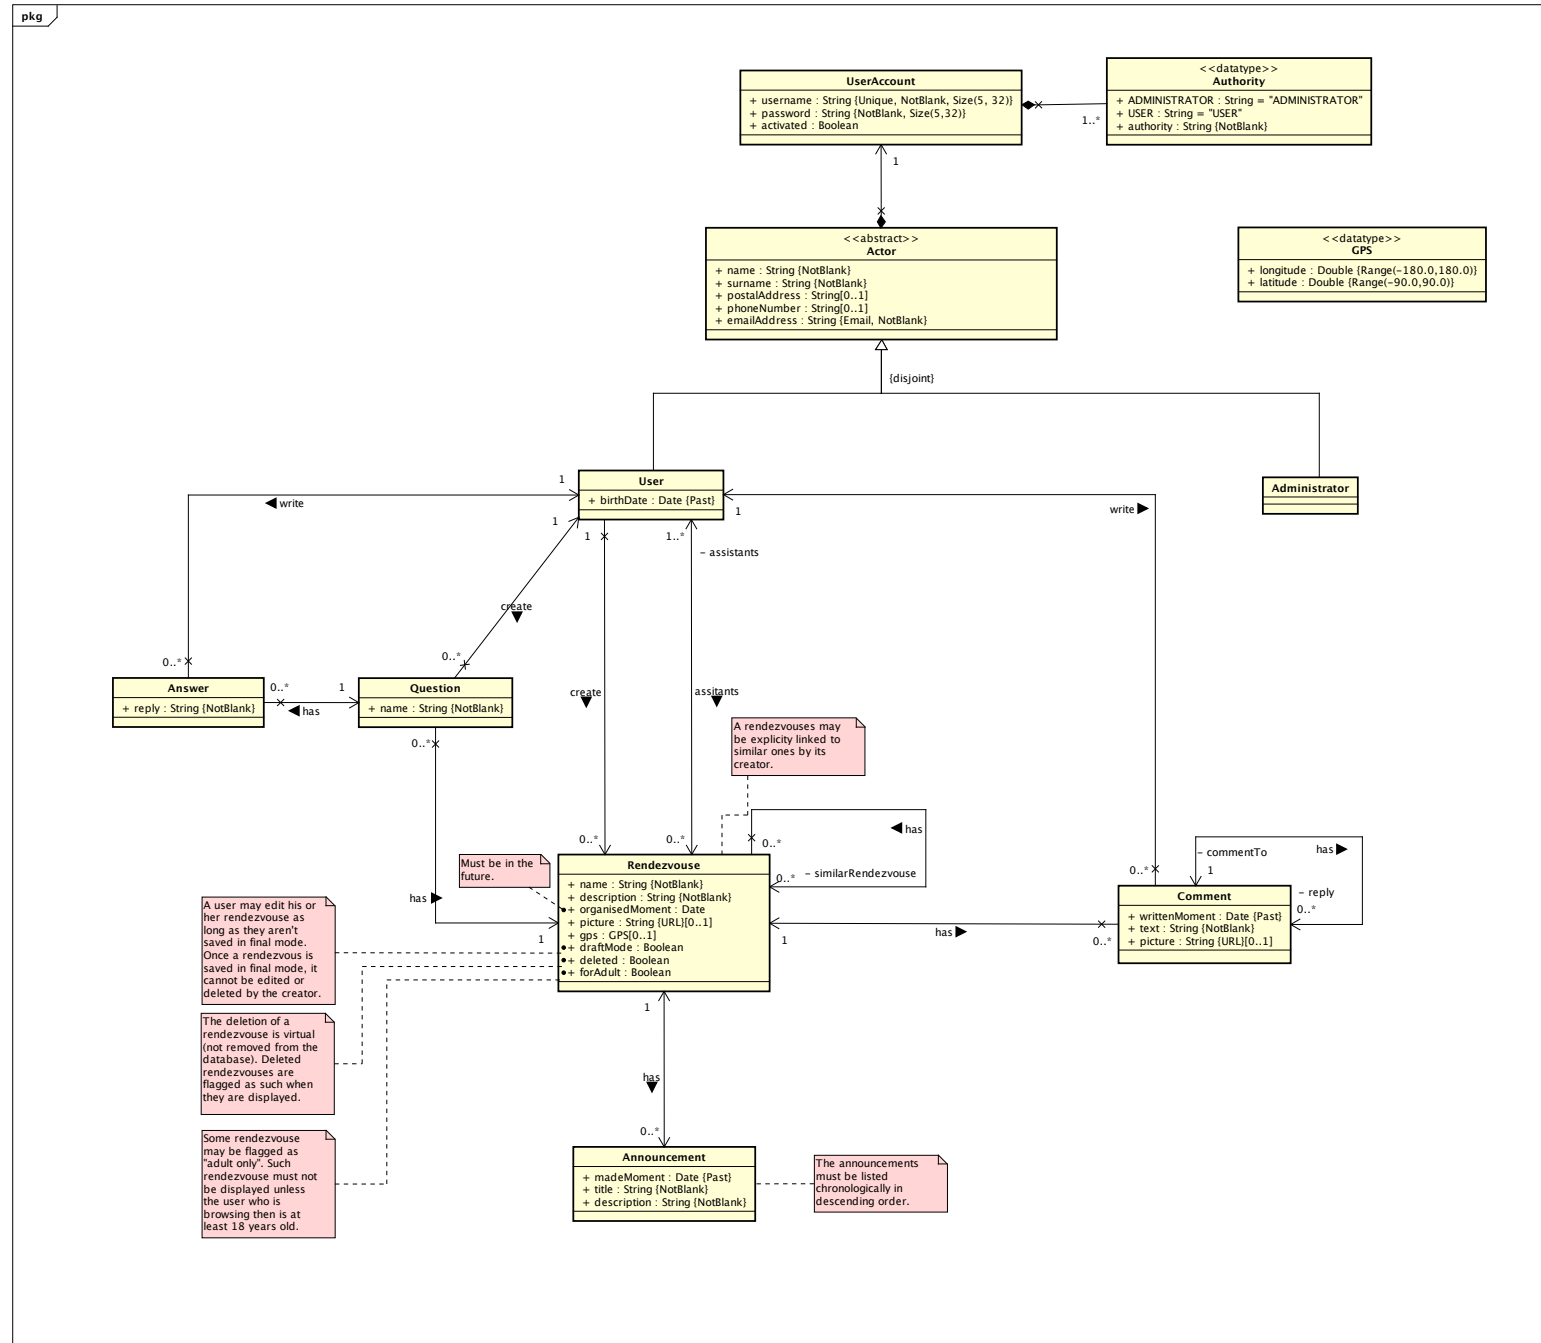 pkg
UserAccount
+ username : String {Unique, NotBlank, Size(5, 32)}
+ password : String {NotBlank, Size(5,32)}
+ activated : Boolean
<<datatype>>
Authority
+ ADMINISTRATOR : String = "ADMINISTRATOR"
+ USER : String = "USER"
+ authority : String {NotBlank}
1..*
1
<<abstract>>
Actor
+ name : String {NotBlank}
+ surname : String {NotBlank}
+ postalAddress : String[0..1]
+ phoneNumber : String[0..1]
+ emailAddress : String {Email, NotBlank}
<<datatype>>
GPS
+ longitude : Double {Range(-180.0,180.0)}
+ latitude : Double {Range(-90.0,90.0)}
{disjoint}
User
+ birthDate : Date {Past}
Administrator
1
write
1
1
1..*
- assistants
1
write
create
0..*
0..*
Answer
+ reply : String {NotBlank}
0..*
1
has
Question
+ name : String {NotBlank}
create
assitants
0..*
A rendezvouses may
be explicity linked to
similar ones by its
creator.
0..*
0..*
0..*
has
0..*
- similarRendezvouse
Must be in the
future.
Rendezvouse
+ name : String {NotBlank}
+ description : String {NotBlank}
+ organisedMoment : Date
+ picture : String {URL}[0..1]
+ gps : GPS[0..1]
+ draftMode : Boolean
+ deleted : Boolean
+ forAdult : Boolean
has
1
- commentTo
1
has
- reply
0..*
0..*
Comment
+ writtenMoment : Date {Past}
+ text : String {NotBlank}
+ picture : String {URL}[0..1]
1
has
0..*
A user may edit his or
her rendezvouse as
long as they aren't
saved in final mode.
Once a rendezvous is
saved in final mode, it
cannot be edited or
deleted by the creator.
The deletion of a
rendezvouse is virtual
(not removed from the
database). Deleted
rendezvouses are
flagged as such when
they are displayed.
Some rendezvouse
may be flagged as
"adult only". Such
rendezvouse must not
be displayed unless
the user who is
browsing then is at
least 18 years old.
1
has
0..*
Announcement
+ madeMoment : Date {Past}
+ title : String {NotBlank}
+ description : String {NotBlank}
The announcements
must be listed
chronologically in
descending order.